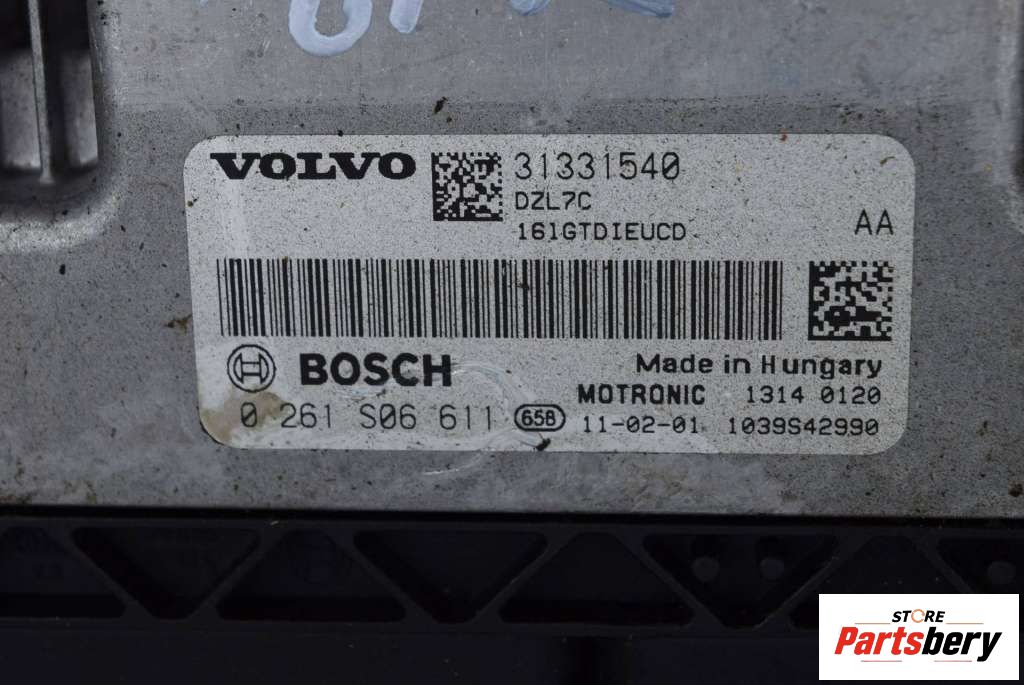 VOLVO 31331540
DZL7C
161GTDIEUCD AA
BOSCH Made in Hungary
MOTRONIC 1314 0120
0 261 S06 611 658 11-02-01 1039S42990
STORE
Partsbery